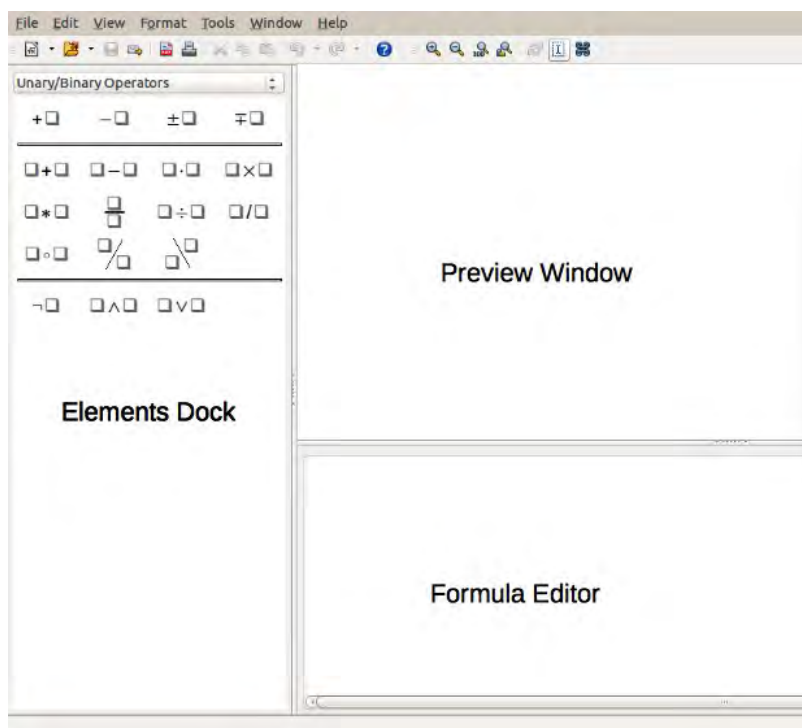 File Edit View Format Tools Window Help
Unary/Binary Operators
+□ −□ ±□ ∓□
□+□ □−□ □·□ □×□
□∗□ □/□ □÷□ □/□
□∘□ □/□ □\□
¬□ □∧□ □∨□
Preview Window
Elements Dock
Formula Editor